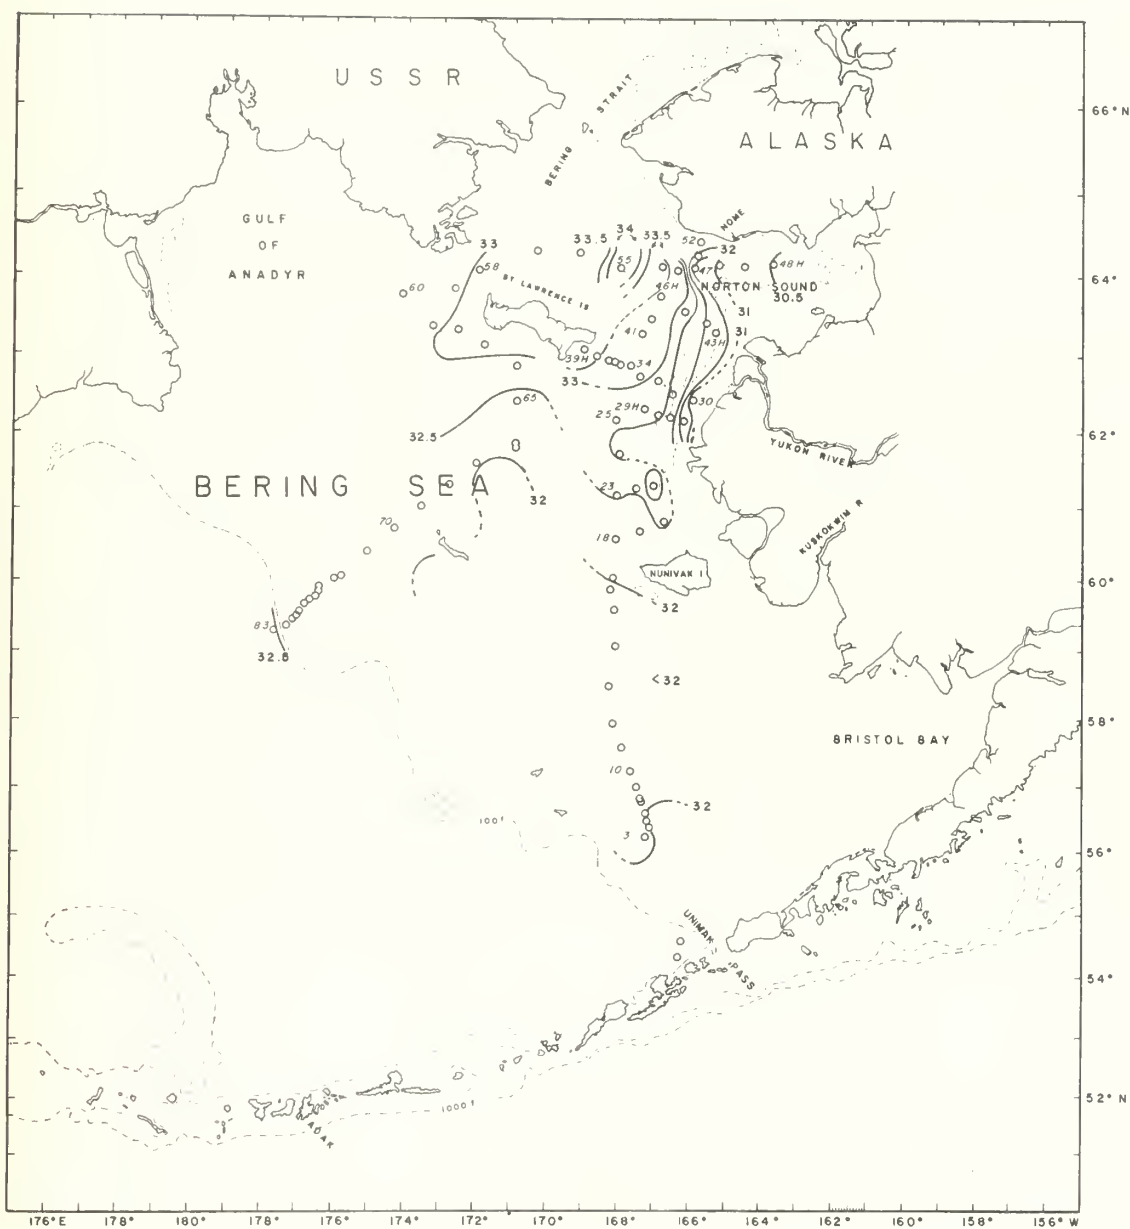 USSR
66°N
BERING STRAIT
ALASKA
GULF
OF
ANADYR
NOME
33
33.5
34
33.5
52
32
58
55
47
48H
64°
60
ST LAWRENCE IS
46H
NORTON SOUND
30.5
31
41
31
43H
39H
34
33
65
29H
30
25
32.5
62°
YUKON RIVER
BERING SEA
32
23
70
18
KUSKOKWIM R
NUNIVAK I
60°
32
83
32.5
<32
58°
BRISTOL BAY
10
32
100f
3
56°
UNIMAK PASS
54°
52°N
1000f
ADAK
176°E 178° 180° 178° 176° 174° 172° 170° 168° 166° 164° 162° 160° 158° 156°W